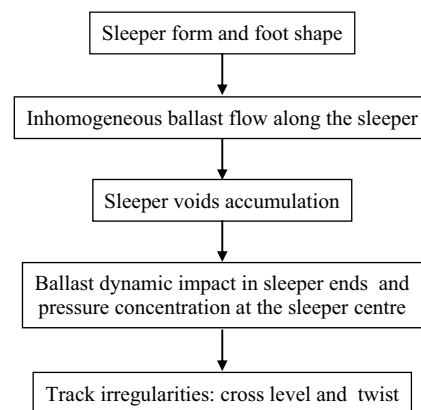 Sleeper form and foot shape
Inhomogeneous ballast flow along the sleeper
Sleeper voids accumulation
Ballast dynamic impact in sleeper ends and
pressure concentration at the sleeper centre
Track irregularities: cross level and twist